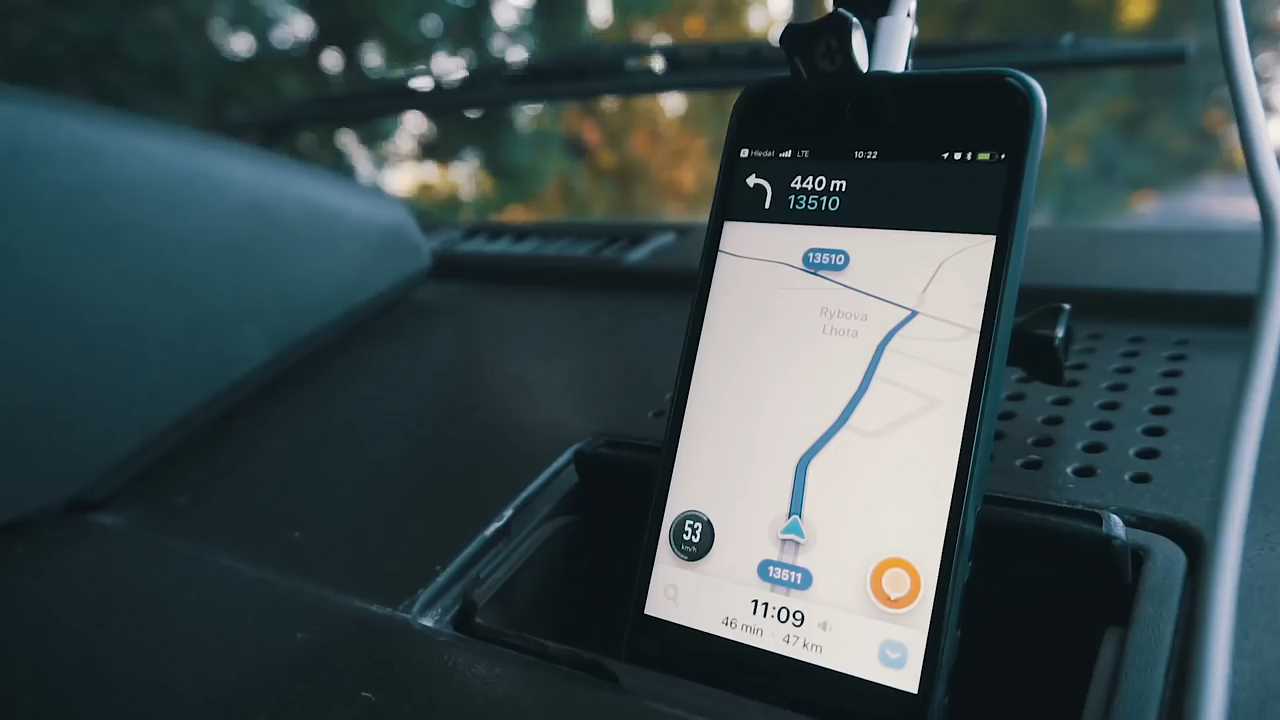 Hledat LTE 10:22
440 m
13510
13510
Rybova
Lhota
53
km/h
13511
11:09
46 min · 47 km